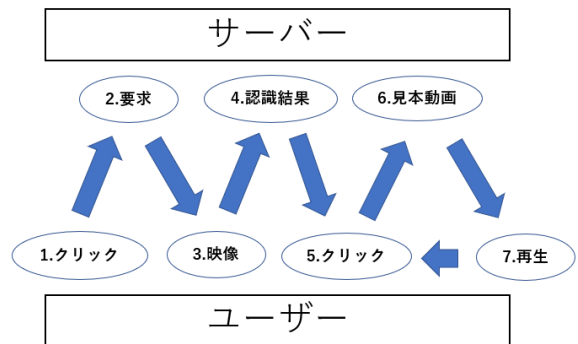 サーバー
2.要求
4.認識結果
6.見本動画
1.クリック
3.映像
5.クリック
7.再生
ユーザー